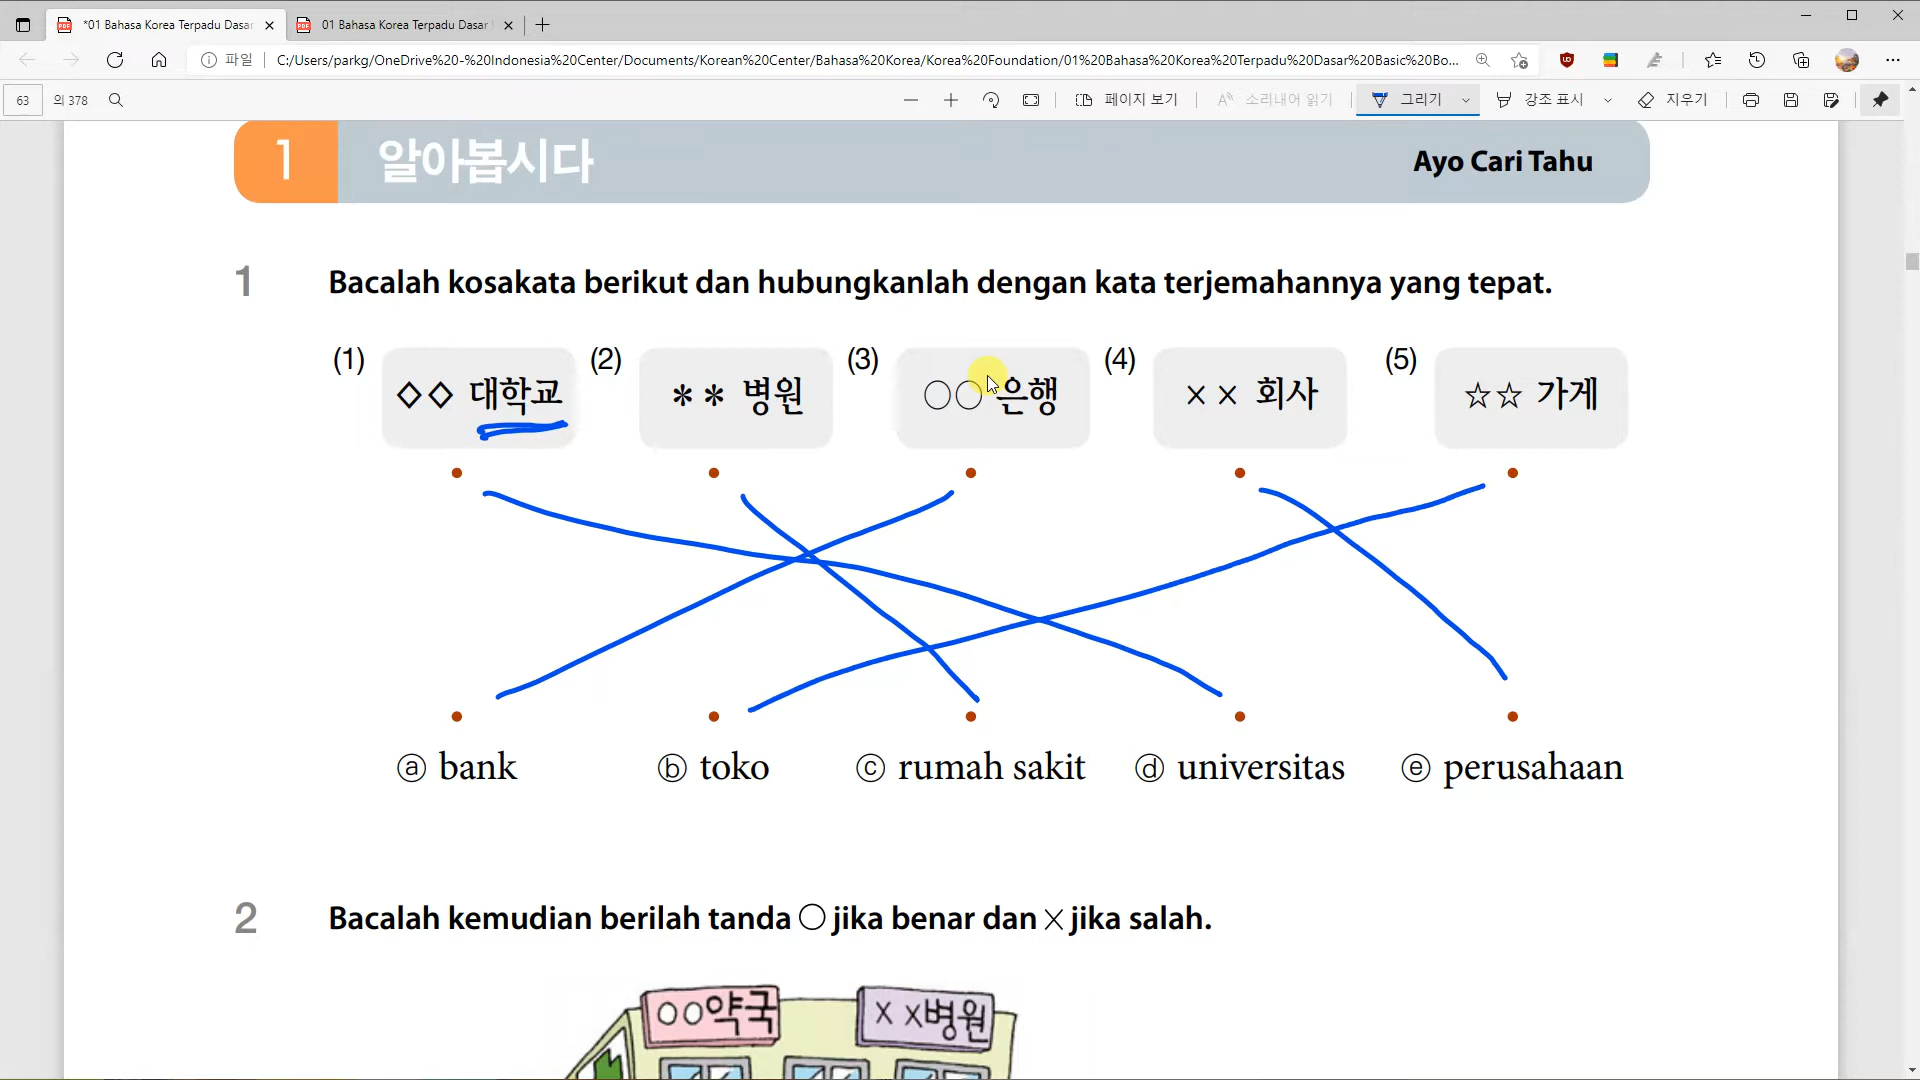 *01 Bahasa Korea Terpadu Dasar
01 Bahasa Korea Terpadu Dasar
파일
C:/Users/parkg/OneDrive%20-%20Indonesia%20Center/Documents/Korean%20Center/Bahasa%20Korea/Korea%20Foundation/01%20Bahasa%20Korea%20Terpadu%20Dasar%20Basic%20Bo...
63 의 378 페이지 보기 소리내어 읽기 그리기 강조 표시 지우기
1 알아봅시다 Ayo Cari Tahu
1 Bacalah kosakata berikut dan hubungkanlah dengan kata terjemahannya yang tepat.
(1) ◇◇ 대학교 (2) ** 병원 (3) ○○ 은행 (4) ×× 회사 (5) ☆☆ 가게
ⓐ bank ⓑ toko ⓒ rumah sakit ⓓ universitas ⓔ perusahaan
2 Bacalah kemudian berilah tanda ○ jika benar dan × jika salah.
○○약국 ××병원